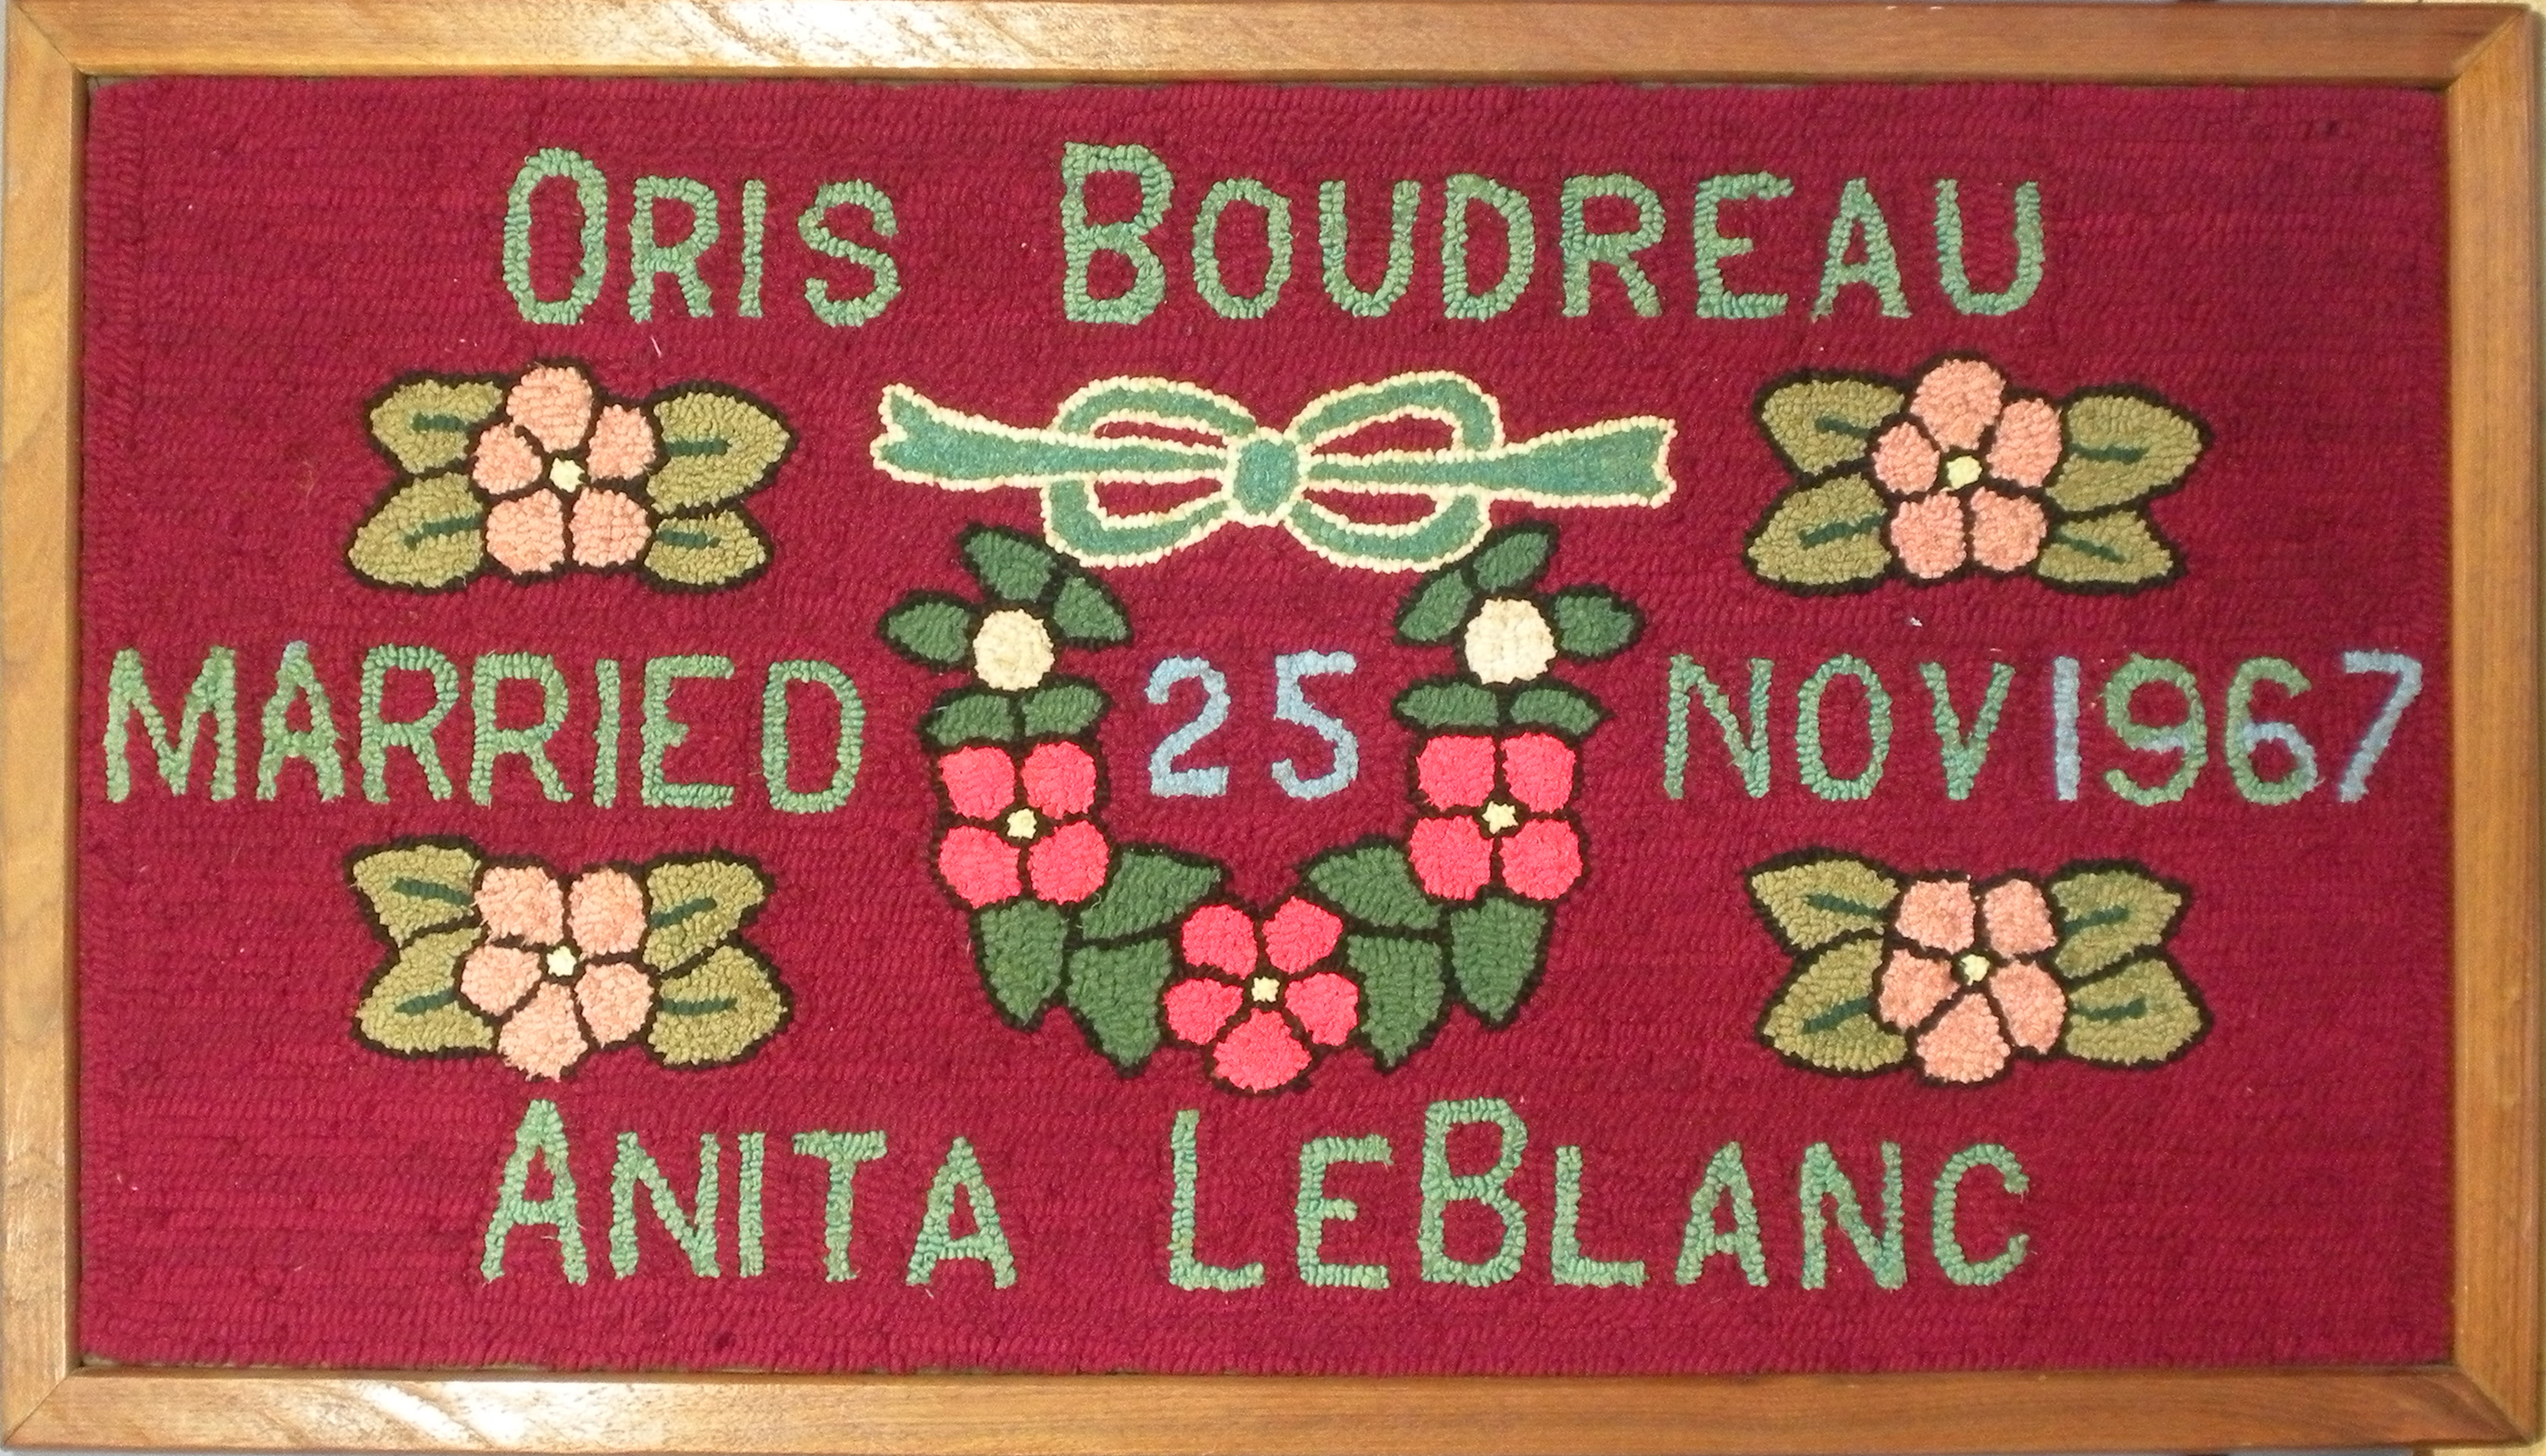 ORIS BOUDREAU
MARRIED 25 NOV 1967
ANITA LEBLANC